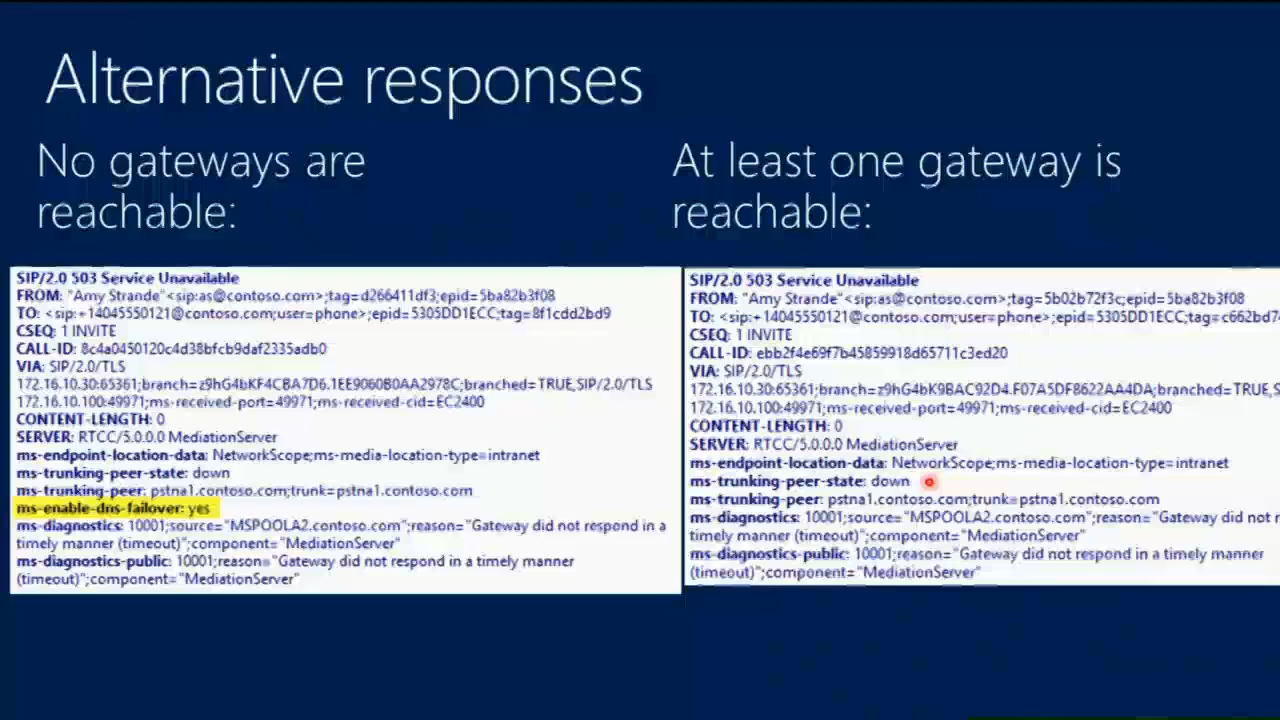 Alternative responses
No gateways are
reachable:
SIP/2.0 503 Service Unavailable
FROM: "Amy Strande"<sip:as@contoso.com>;tag=d266411df3;epid=5ba82b3f08
TO: <sip:+14045550121@contoso.com;user=phone>;epid=5305DD1ECC;tag=8f1cdd2bd9
CSEQ: 1 INVITE
CALL-ID: 8c4a0450120c4d38bfcb9daf2335adb0
VIA: SIP/2.0/TLS
172.16.10.30:65361;branch=z9hG4bKF4CBA7D6.1EE9060B0AA2978C;branched=TRUE,SIP/2.0/TLS
172.16.10.100:49971;ms-received-port=49971;ms-received-cid=EC2400
CONTENT-LENGTH: 0
SERVER: RTCC/5.0.0.0 MediationServer
ms-endpoint-location-data: NetworkScope;ms-media-location-type=intranet
ms-trunking-peer-state: down
ms-trunking-peer: pstna1.contoso.com;trunk=pstna1.contoso.com
ms-enable-dns-failover: yes
ms-diagnostics: 10001;source="MSPOOLA2.contoso.com";reason="Gateway did not respond in a
timely manner (timeout)";component="MediationServer"
ms-diagnostics-public: 10001;reason="Gateway did not respond in a timely manner
(timeout)";component="MediationServer"
At least one gateway is
reachable:
SIP/2.0 503 Service Unavailable
FROM: "Amy Strande"<sip:as@contoso.com>;tag=5b02b72f3c;epid=5ba82b3f08
TO: <sip:+14045550121@contoso.com;user=phone>;epid=5305DD1ECC;tag=c662bd74
CSEQ: 1 INVITE
CALL-ID: ebb2f4e69f7b45859918d65711c3ed20
VIA: SIP/2.0/TLS
172.16.10.30:65361;branch=z9hG4bK9BAC92D4.F07A5DF8622AA4DA;branched=TRUE,S
172.16.10.100:49971;ms-received-port=49971;ms-received-cid=EC2400
CONTENT-LENGTH: 0
SERVER: RTCC/5.0.0.0 MediationServer
ms-endpoint-location-data: NetworkScope;ms-media-location-type=intranet
ms-trunking-peer-state: down
ms-trunking-peer: pstna1.contoso.com;trunk=pstna1.contoso.com
ms-diagnostics: 10001;source="MSPOOLA2.contoso.com";reason="Gateway did not r
timely manner (timeout)";component="MediationServer"
ms-diagnostics-public: 10001;reason="Gateway did not respond in a timely manner
(timeout)";component="MediationServer"